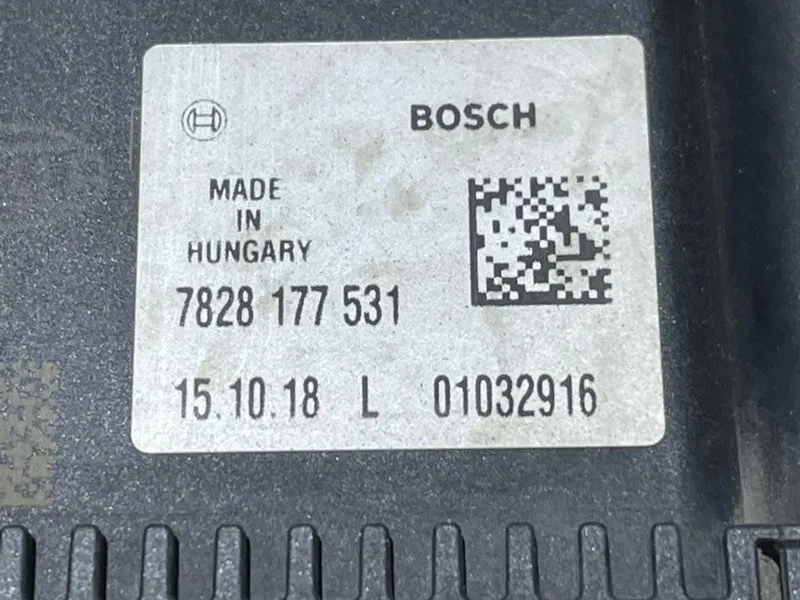 BOSCH
MADE
IN
HUNGARY
7828 177 531
15.10.18 L 01032916